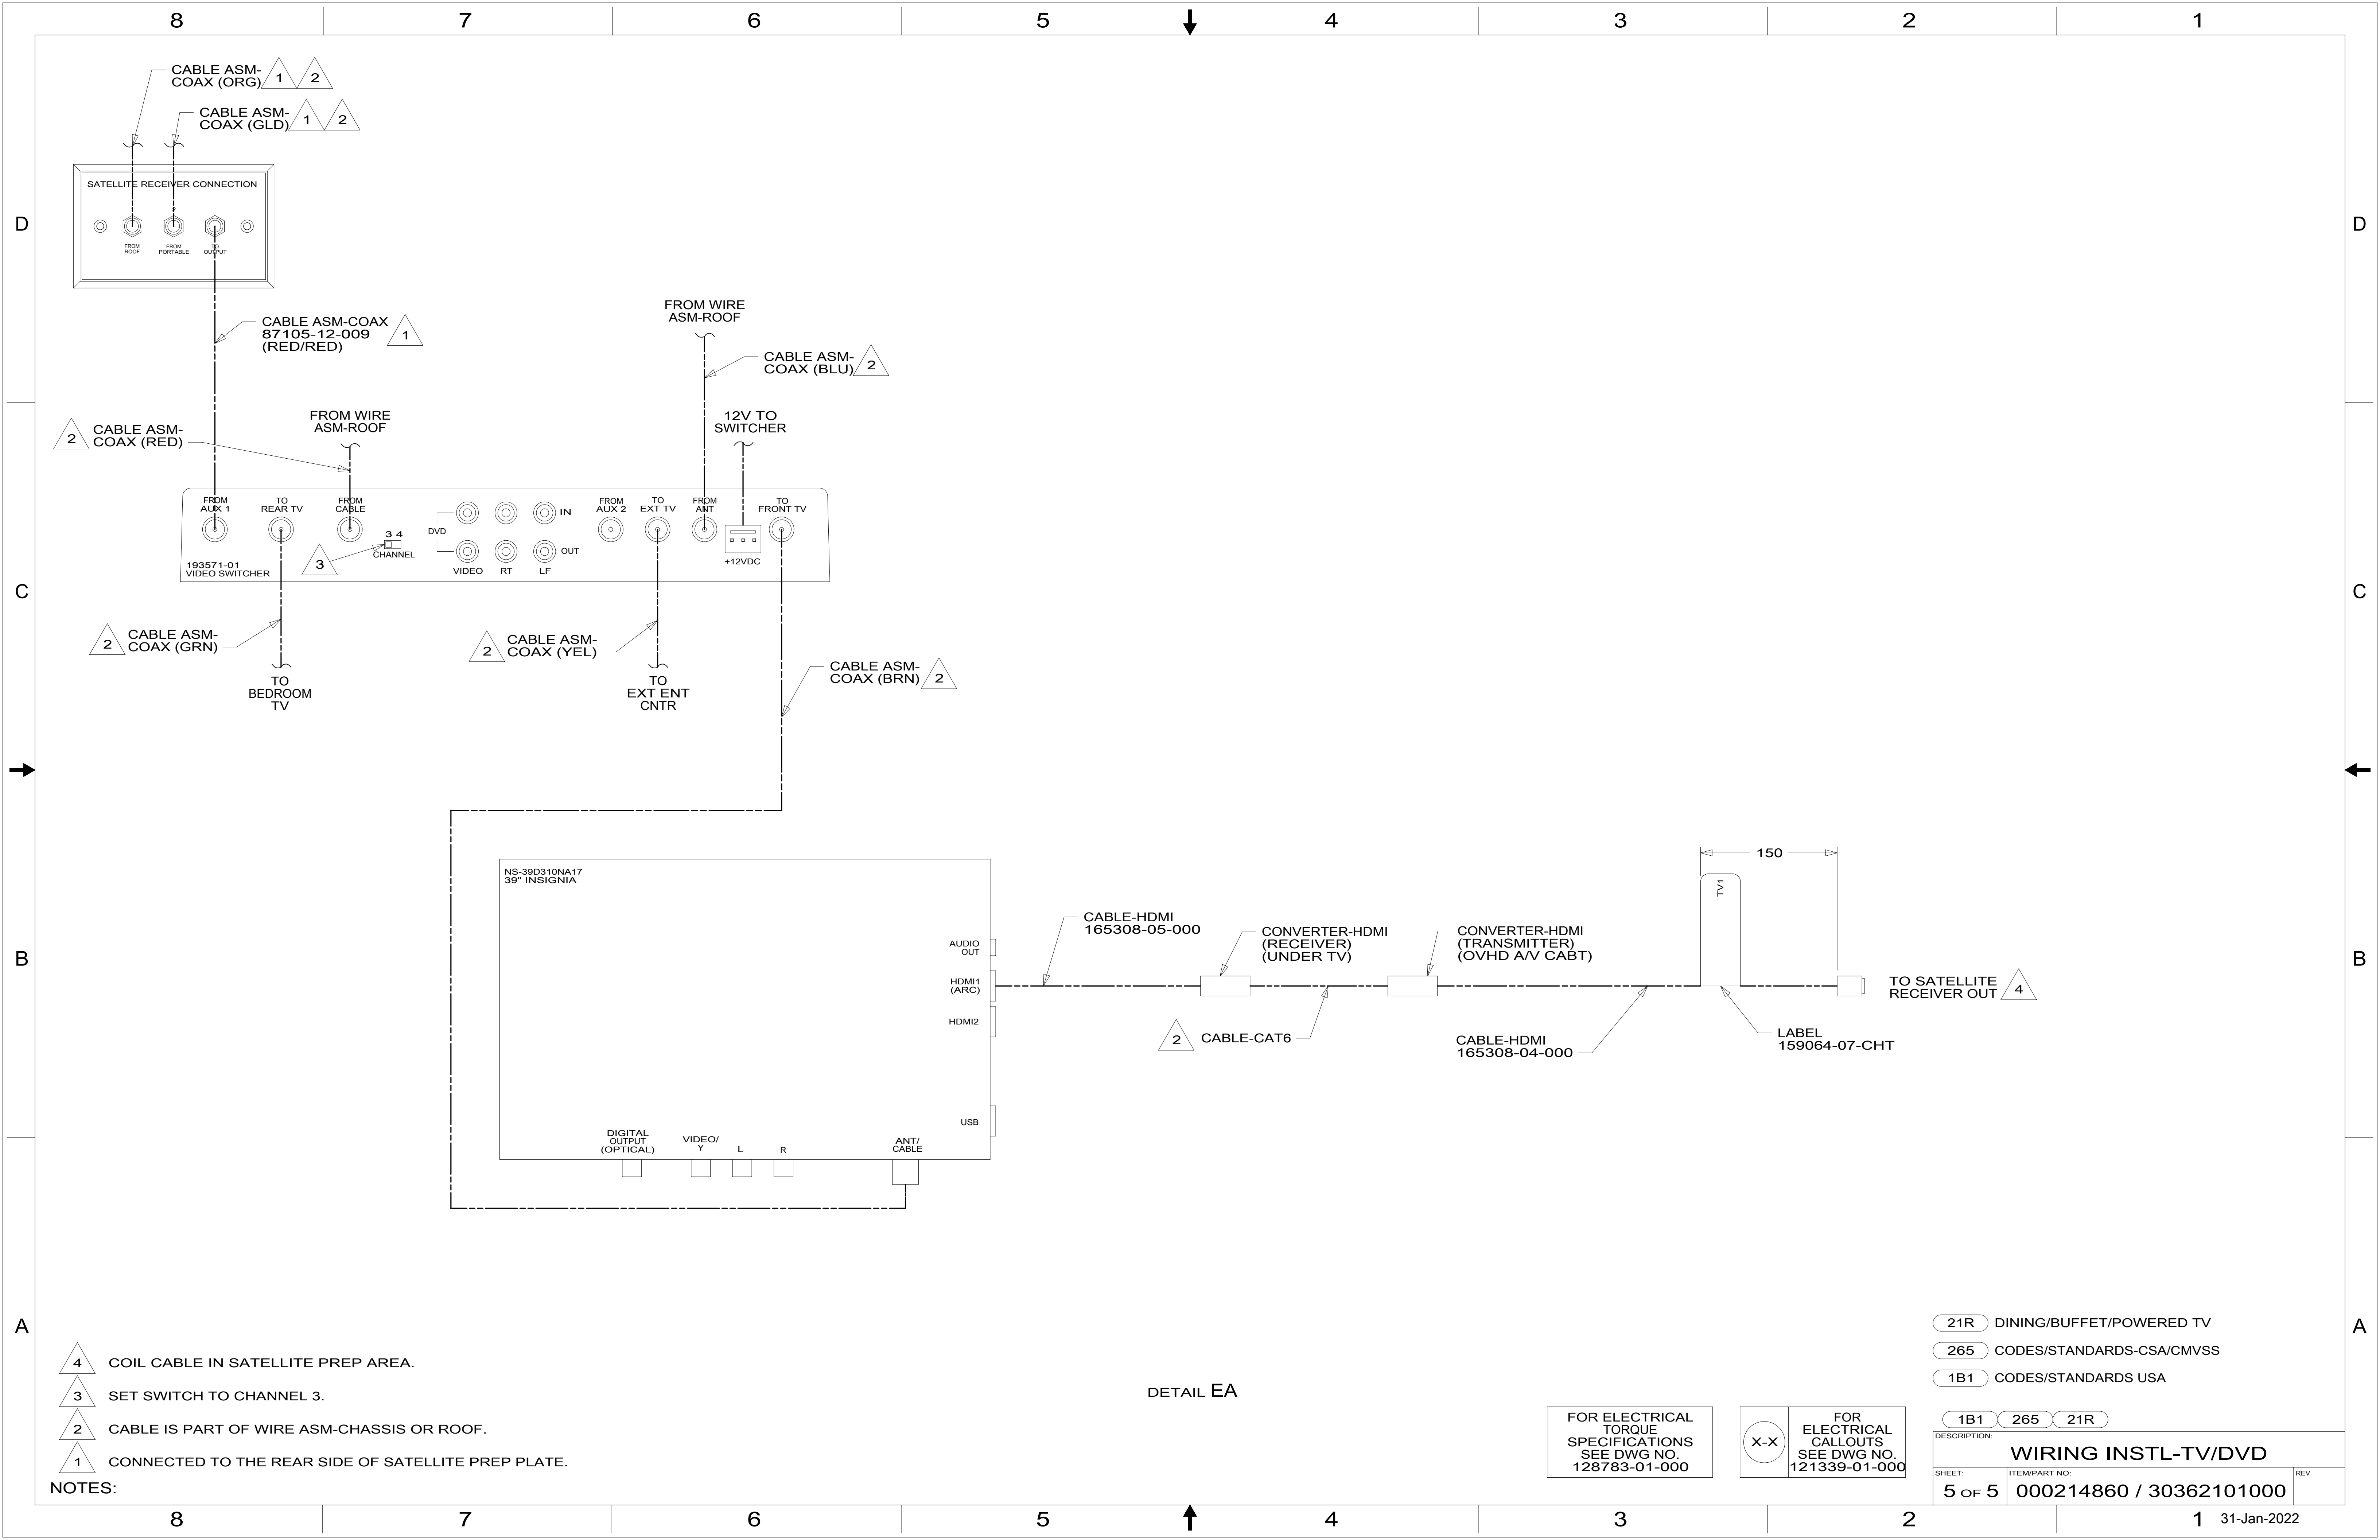 8 7 6 5 4 3 2 1
CABLE ASM-
COAX (ORG) 1 2
CABLE ASM-
COAX (GLD) 1 2
SATELLITE RECEIVER CONNECTION
1 2
FROM
ROOF
FROM
PORTABLE
TO
OUTPUT
D D
CABLE ASM-COAX
87105-12-009
(RED/RED)
1
FROM WIRE
ASM-ROOF
CABLE ASM-
COAX (BLU) 2
2 CABLE ASM-
COAX (RED)
FROM WIRE
ASM-ROOF
12V TO
SWITCHER
FROM
AUX 1
TO
REAR TV
FROM
CABLE
3 4
CHANNEL
3
DVD
IN
OUT
VIDEO RT LF
FROM
AUX 2
TO
EXT TV
FROM
ANT
+12VDC
TO
FRONT TV
193571-01
VIDEO SWITCHER
C C
2 CABLE ASM-
COAX (GRN)
TO
BEDROOM
TV
2 CABLE ASM-
COAX (YEL)
TO
EXT ENT
CNTR
CABLE ASM-
COAX (BRN) 2
NS-39D310NA17
39" INSIGNIA
AUDIO
OUT
HDMI1
(ARC)
HDMI2
USB
DIGITAL
OUTPUT
(OPTICAL)
VIDEO/
Y
L
R
ANT/
CABLE
B B
CABLE-HDMI
165308-05-000
CONVERTER-HDMI
(RECEIVER)
(UNDER TV)
2 CABLE-CAT6
CONVERTER-HDMI
(TRANSMITTER)
(OVHD A/V CABT)
CABLE-HDMI
165308-04-000
150
TV1
LABEL
159064-07-CHT
TO SATELLITE
RECEIVER OUT 4
A A
4 COIL CABLE IN SATELLITE PREP AREA.
3 SET SWITCH TO CHANNEL 3.
2 CABLE IS PART OF WIRE ASM-CHASSIS OR ROOF.
1 CONNECTED TO THE REAR SIDE OF SATELLITE PREP PLATE.
NOTES:
DETAIL EA
FOR ELECTRICAL
TORQUE
SPECIFICATIONS
SEE DWG NO.
128783-01-000
X-X
FOR
ELECTRICAL
CALLOUTS
SEE DWG NO.
121339-01-000
21R DINING/BUFFET/POWERED TV
265 CODES/STANDARDS-CSA/CMVSS
1B1 CODES/STANDARDS USA
1B1 265 21R
DESCRIPTION:
WIRING INSTL-TV/DVD
SHEET:
5 OF 5
ITEM/PART NO:
000214860 / 30362101000
REV
8 7 6 5 4 3 2 1
31-Jan-2022